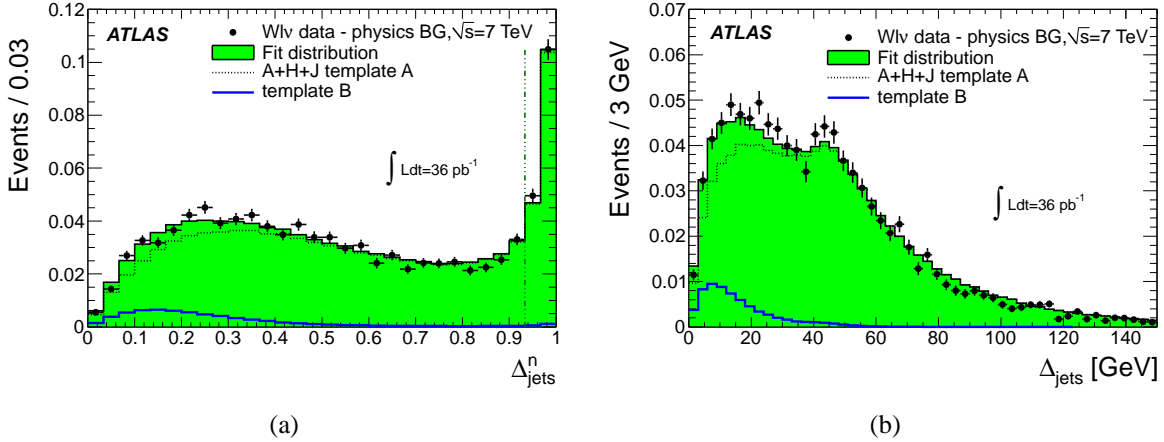 ATLAS
Wlν data - physics BG,√s=7 TeV
Fit distribution
A+H+J template A
template B
∫ Ldt=36 pb⁻¹
Events / 0.03
0.12
0.1
0.08
0.06
0.04
0.02
0
0 0.1 0.2 0.3 0.4 0.5 0.6 0.7 0.8 0.9 1
Δⁿjets
(a)
ATLAS
Wlν data - physics BG,√s=7 TeV
Fit distribution
A+H+J template A
template B
∫ Ldt=36 pb⁻¹
Events / 3 GeV
0.07
0.06
0.05
0.04
0.03
0.02
0.01
0
0 20 40 60 80 100 120 140
Δjets [GeV]
(b)